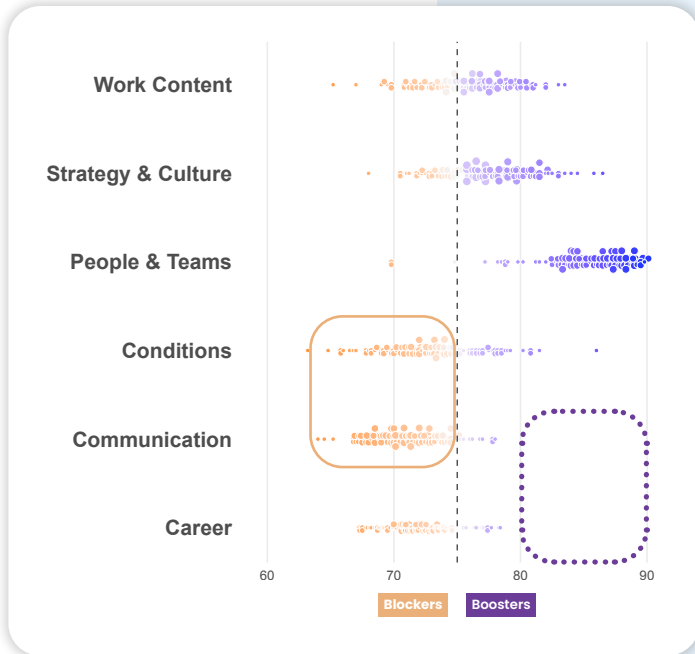 Work Content
Strategy & Culture
People & Teams
Conditions
Communication
Career
60 70 80 90
Blockers Boosters